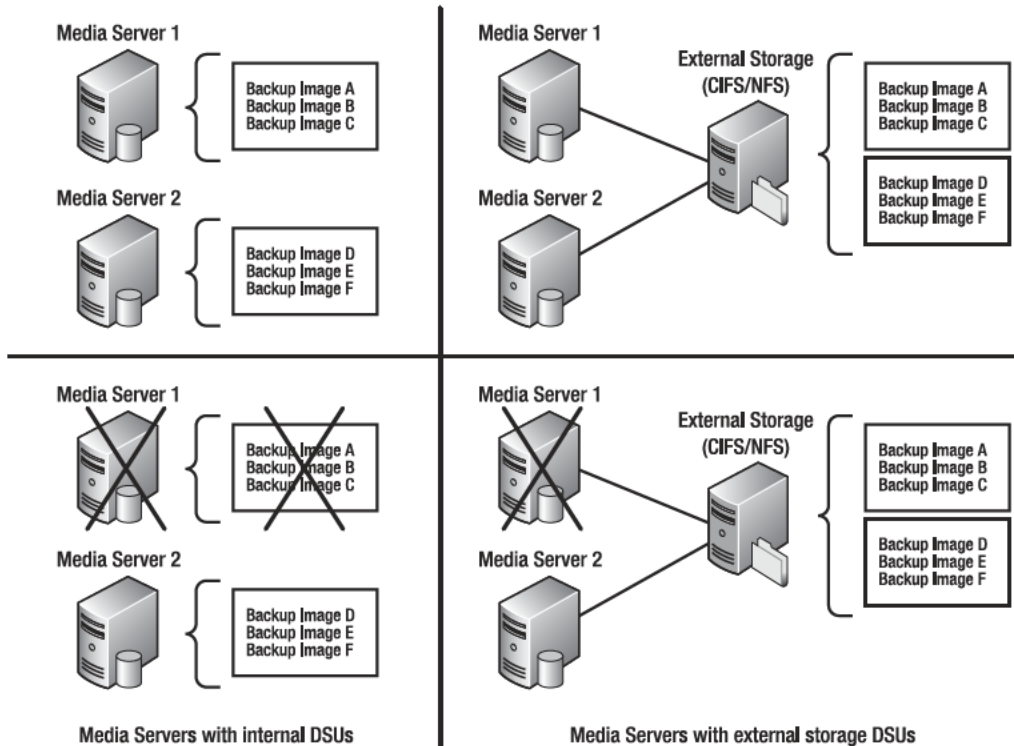 Media Server 1
Backup Image A
Backup Image B
Backup Image C
Media Server 2
Backup Image D
Backup Image E
Backup Image F
Media Server 1
External Storage
(CIFS/NFS)
Media Server 2
Backup Image A
Backup Image B
Backup Image C
Backup Image D
Backup Image E
Backup Image F
Media Server 1
Backup Image A
Backup Image B
Backup Image C
Media Server 2
Backup Image D
Backup Image E
Backup Image F
Media Servers with internal DSUs
Media Server 1
External Storage
(CIFS/NFS)
Media Server 2
Backup Image A
Backup Image B
Backup Image C
Backup Image D
Backup Image E
Backup Image F
Media Servers with external storage DSUs